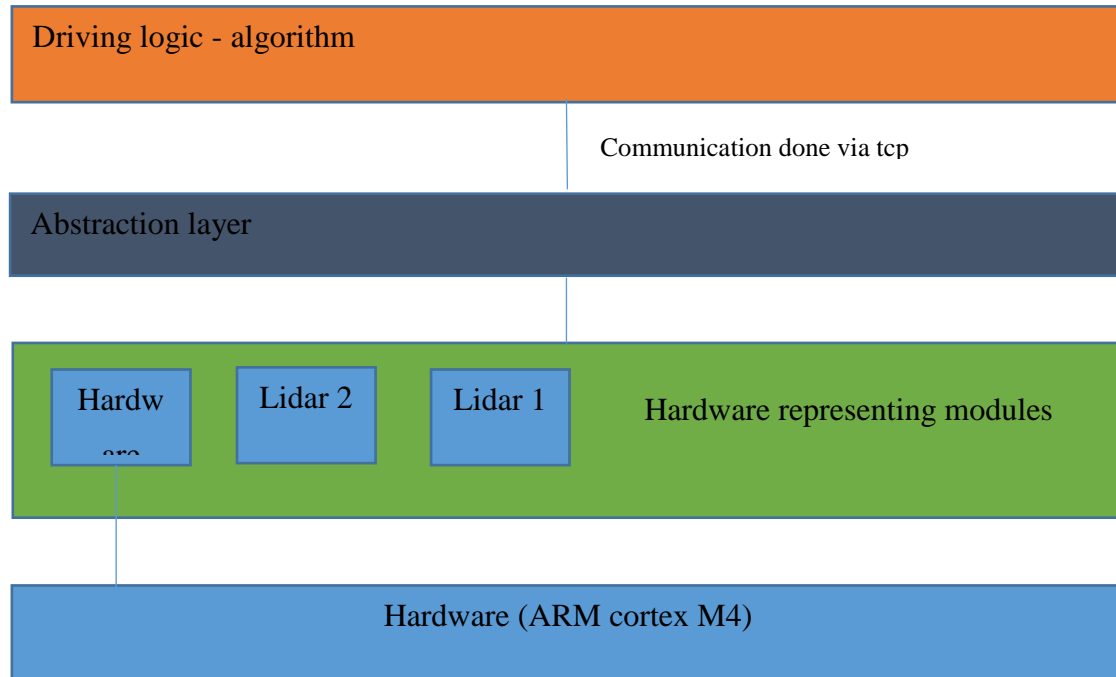 Driving logic - algorithm
Communication done via tcp
Abstraction layer
Hardw
are
Lidar 2
Lidar 1
Hardware representing modules
Hardware (ARM cortex M4)